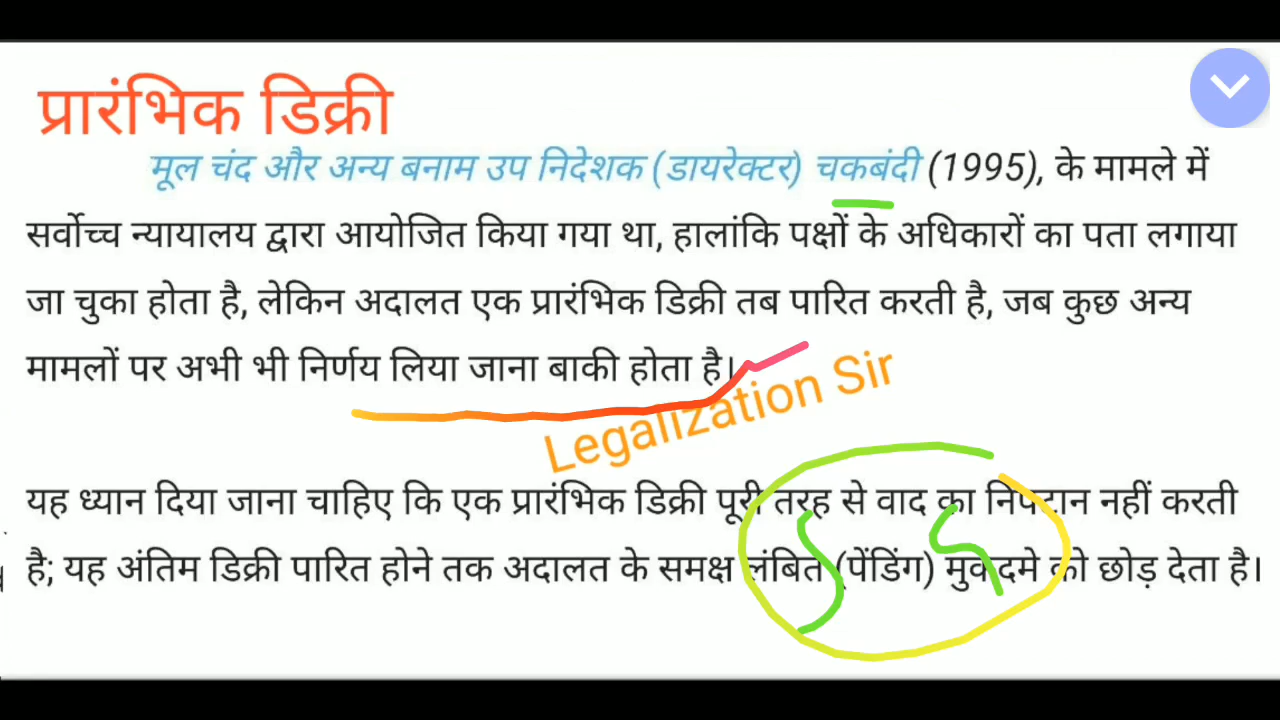 प्रारंभिक डिक्री
मूल चंद और अन्य बनाम उप निदेशक (डायरेक्टर) चकबंदी (1995), के मामले में
सर्वोच्च न्यायालय द्वारा आयोजित किया गया था, हालांकि पक्षों के अधिकारों का पता लगाया
जा चुका होता है, लेकिन अदालत एक प्रारंभिक डिक्री तब पारित करती है, जब कुछ अन्य
मामलों पर अभी भी निर्णय लिया जाना बाकी होता है।
Legalization Sir
यह ध्यान दिया जाना चाहिए कि एक प्रारंभिक डिक्री पूरी तरह से वाद का निपटान नहीं करती
है; यह अंतिम डिक्री पारित होने तक अदालत के समक्ष लंबित (पेंडिंग) मुकदमे को छोड़ देता है।